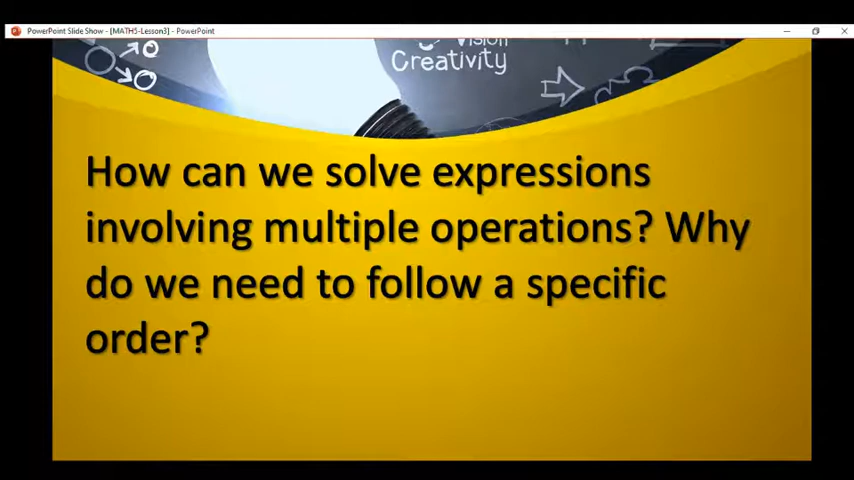 PowerPoint Slide Show - [MATH5-Lesson3] - PowerPoint
Vision
Creativity
How can we solve expressions
involving multiple operations? Why
do we need to follow a specific
order?